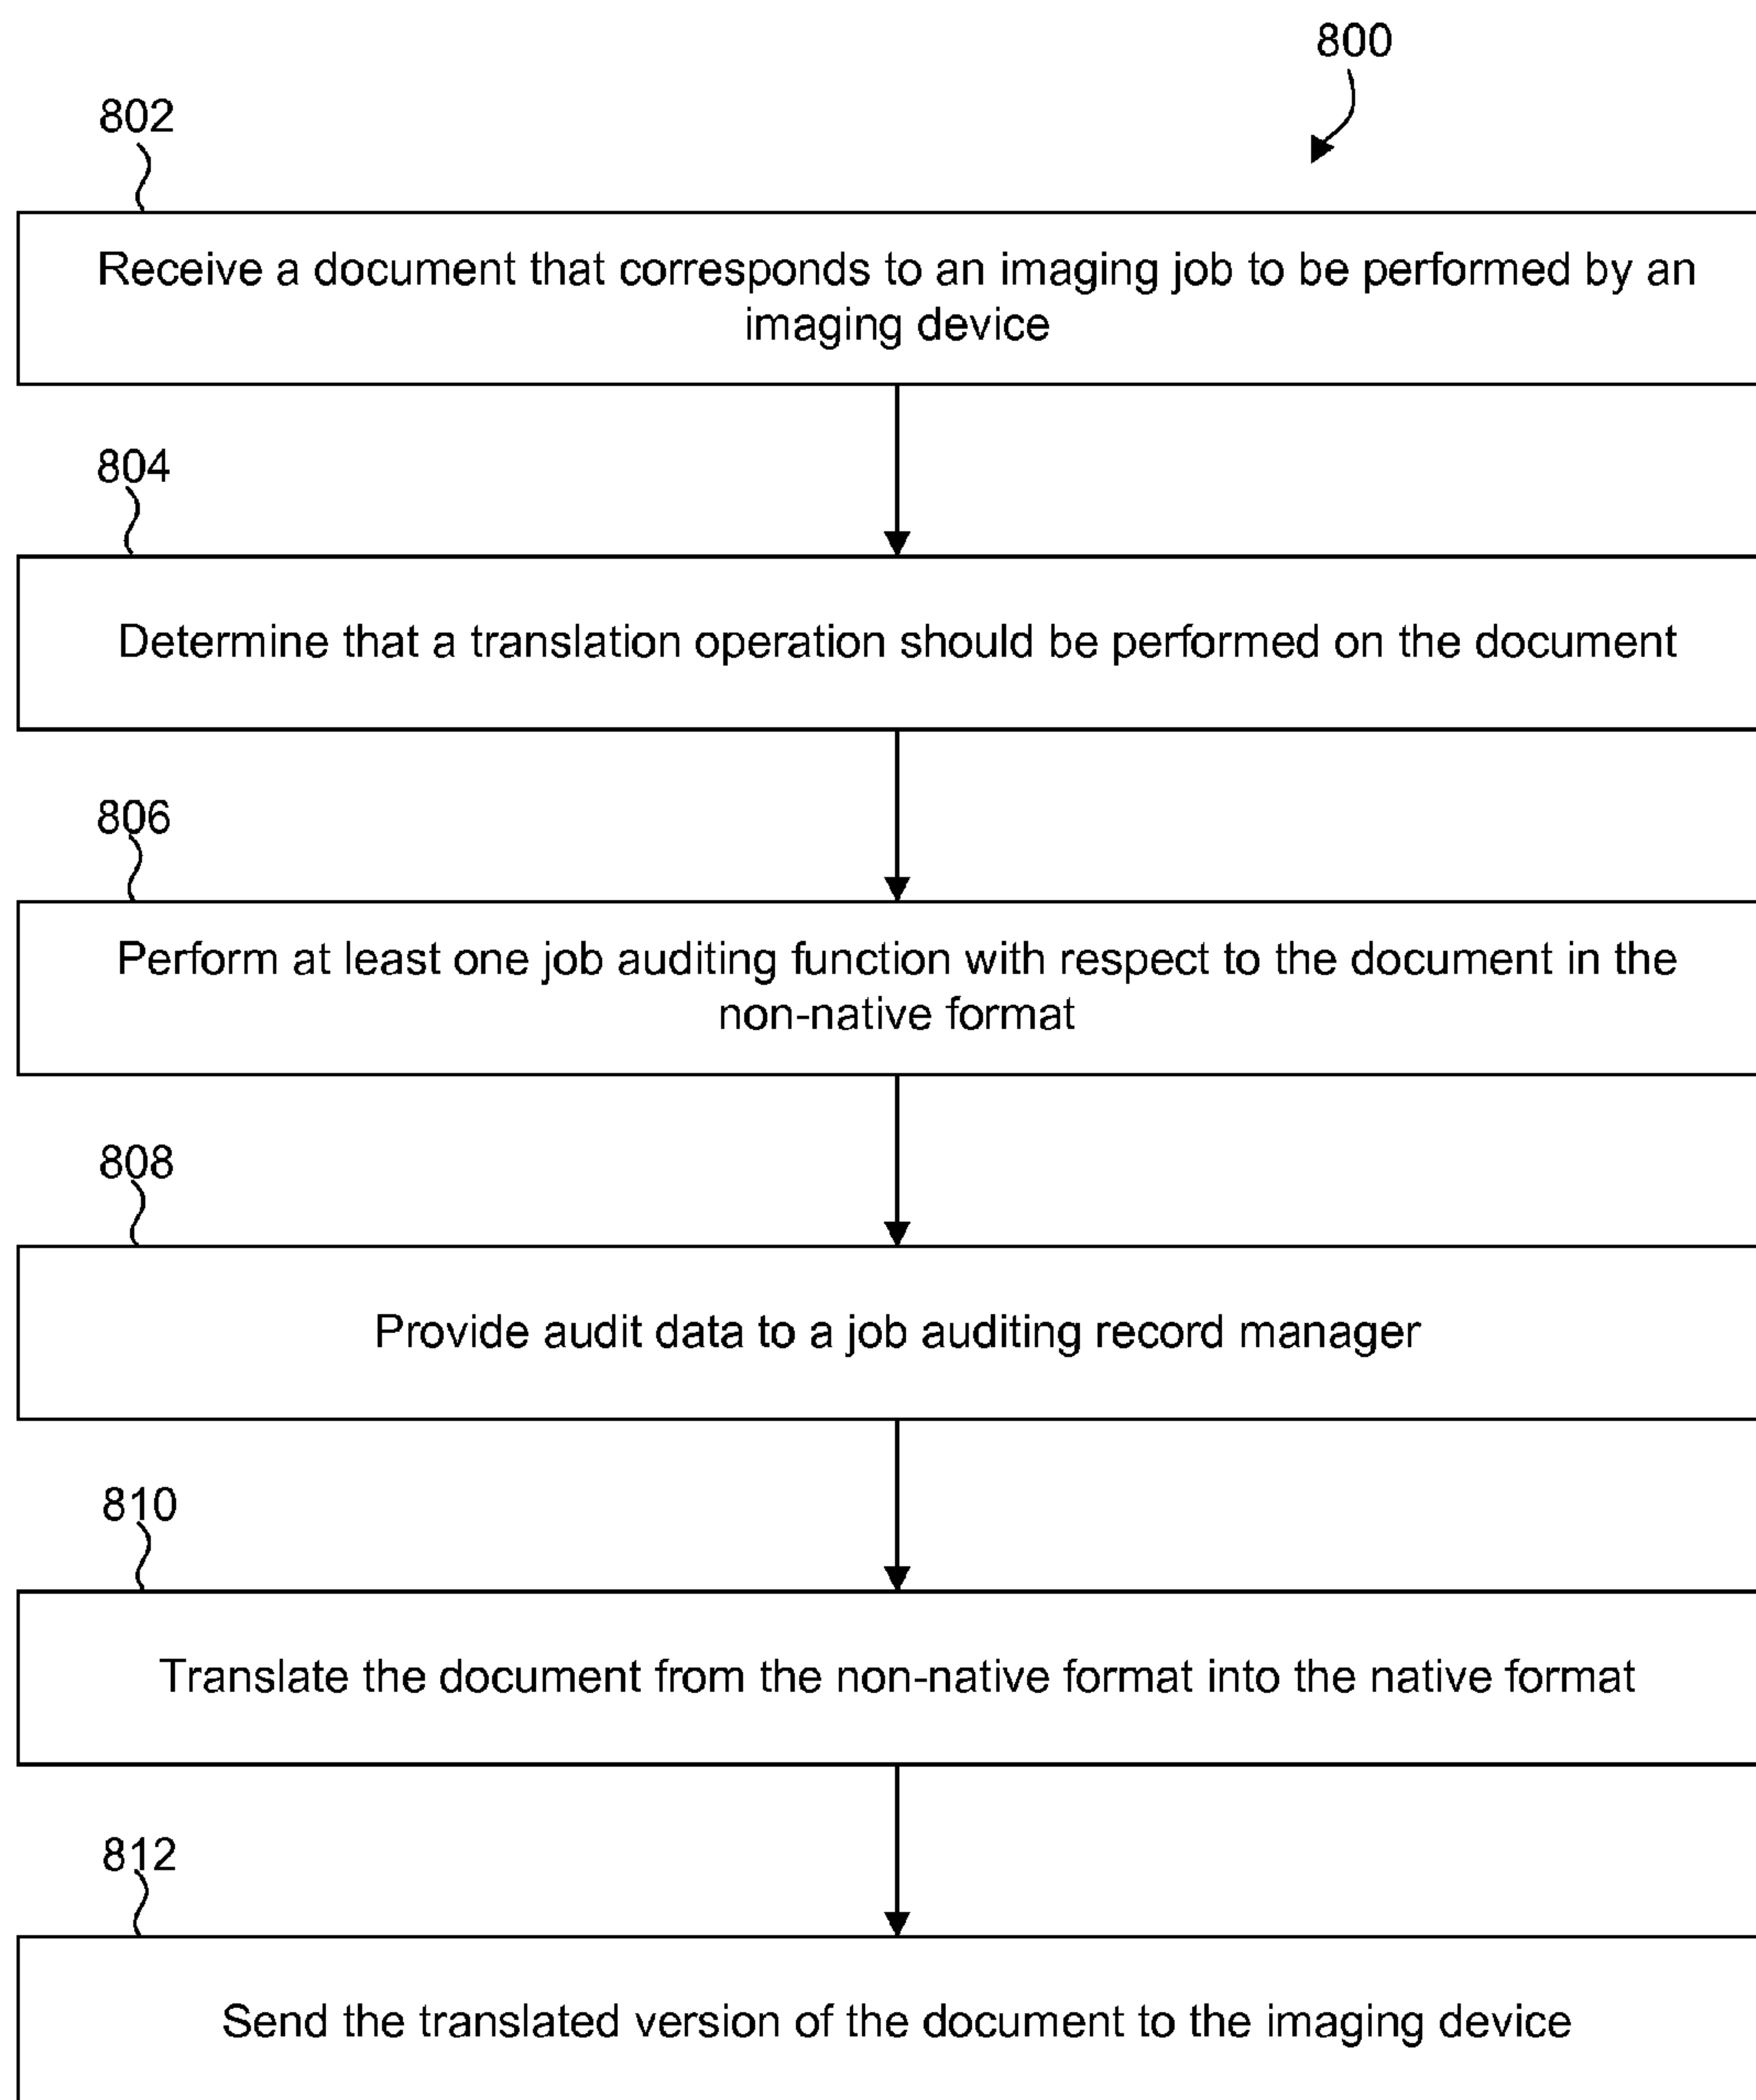 800
802
Receive a document that corresponds to an imaging job to be performed by an
imaging device
804
Determine that a translation operation should be performed on the document
806
Perform at least one job auditing function with respect to the document in the
non-native format
808
Provide audit data to a job auditing record manager
810
Translate the document from the non-native format into the native format
812
Send the translated version of the document to the imaging device